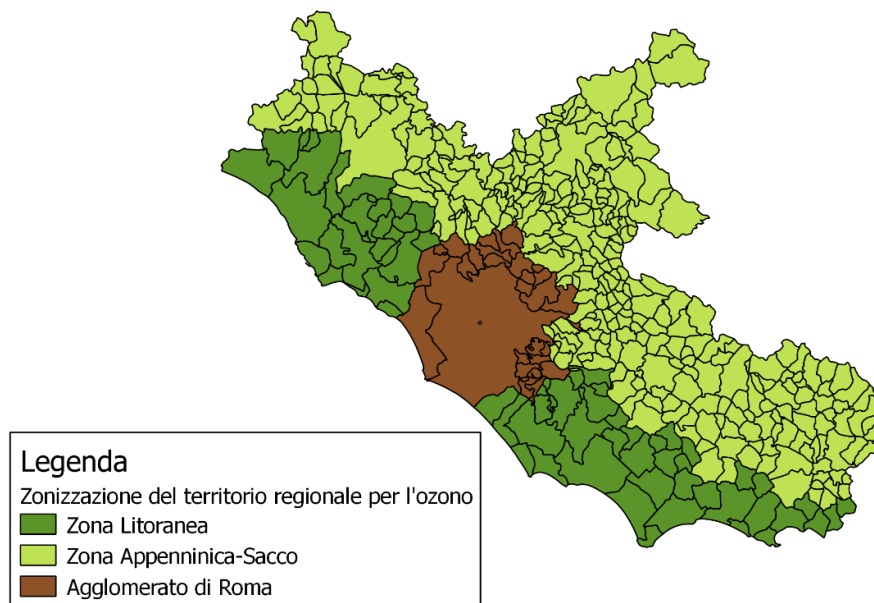 Legenda
Zonizzazione del territorio regionale per l'ozono
Zona Litoranea
Zona Appenninica-Sacco
Agglomerato di Roma